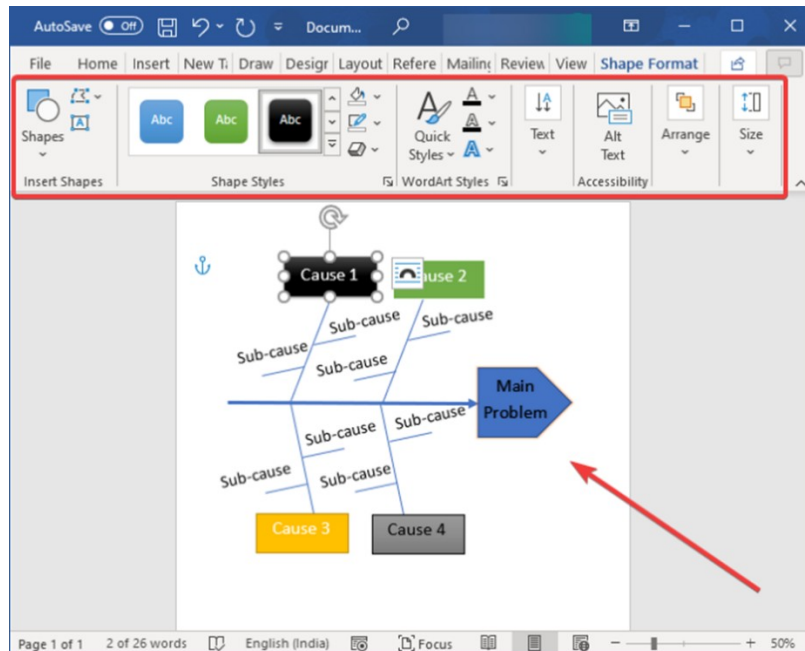 AutoSave Off Docum...
File Home Insert New Ti Draw Desigr Layout Refere Mailing Review View Shape Format
Abc Abc Abc
Shapes Quick Styles Text Alt Text Arrange Size
Insert Shapes Shape Styles WordArt Styles Accessibility
Cause 1 use 2
Sub-cause Sub-cause
Sub-cause Sub-cause
Main
Problem
Sub-cause Sub-cause
Sub-cause Sub-cause
Cause 3 Cause 4
Page 1 of 1 2 of 26 words English (India) Focus 50%